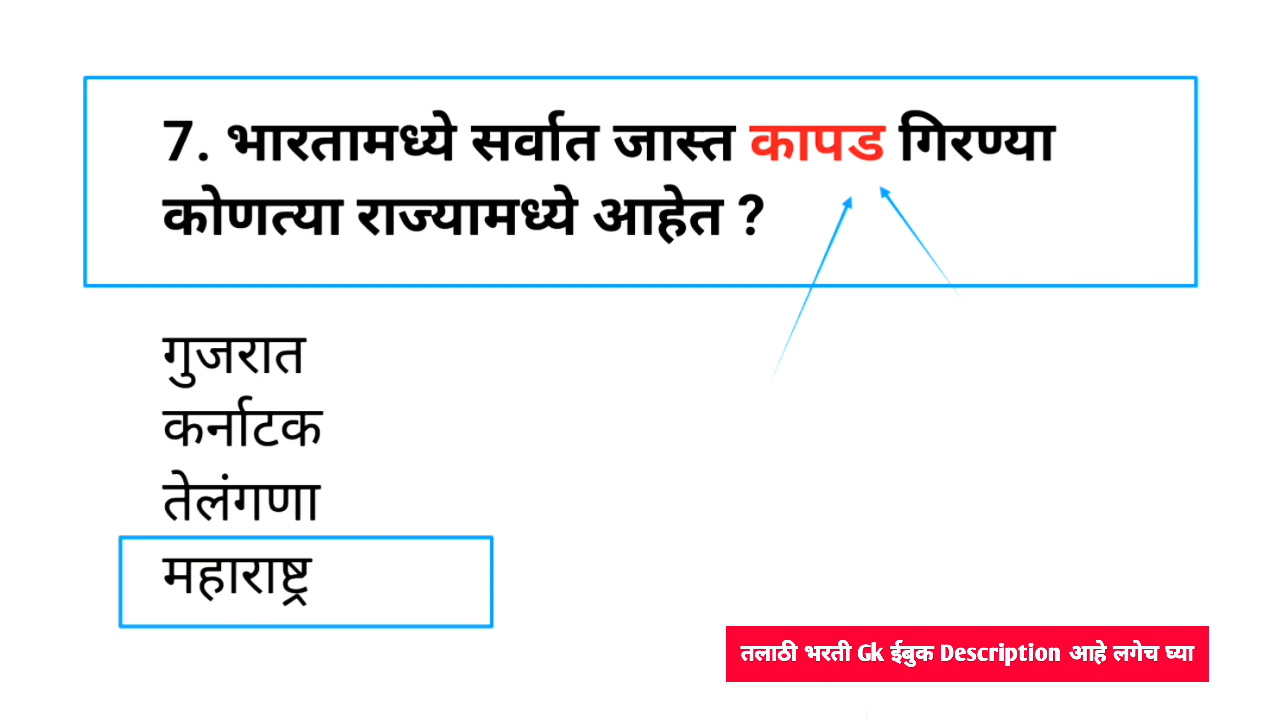 7. भारतामध्ये सर्वात जास्त कापड गिरण्या
कोणत्या राज्यामध्ये आहेत ?
गुजरात
कर्नाटक
तेलंगणा
महाराष्ट्र
तलाठी भरती Gk ईबुक Description आहे लगेच घ्या